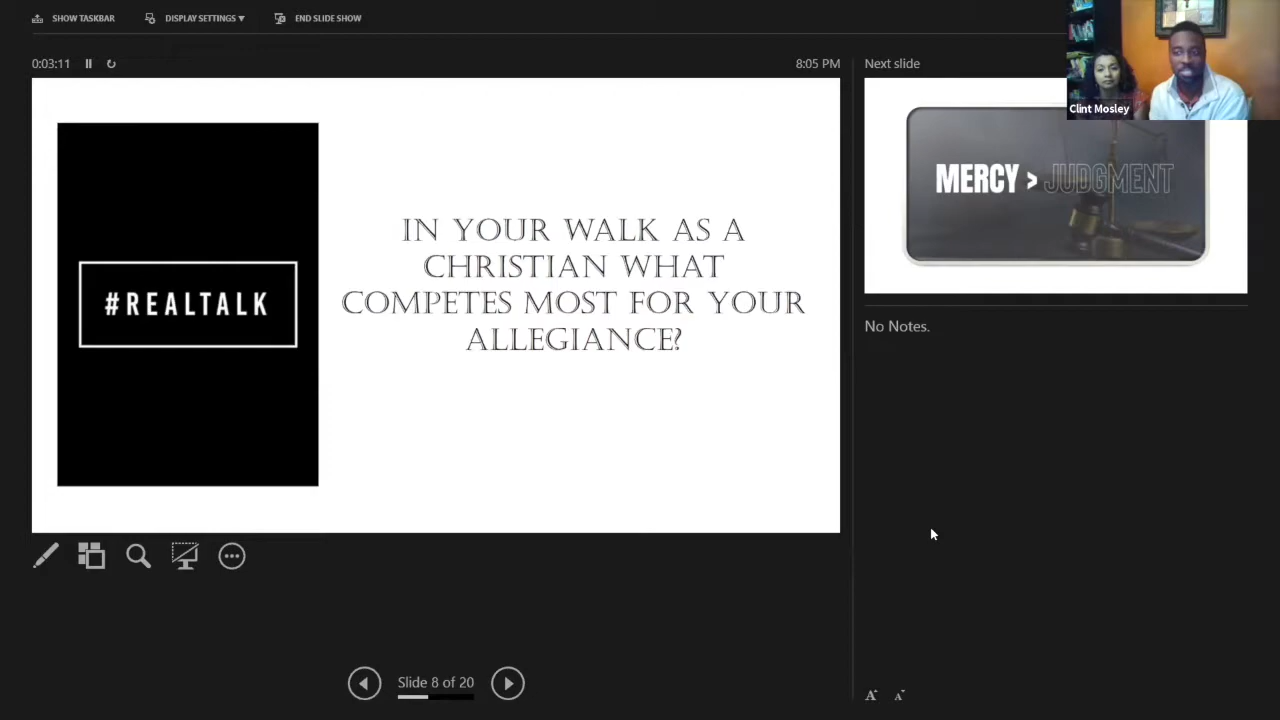 SHOW TASKBAR
DISPLAY SETTINGS ▾
END SLIDE SHOW
0:03:11
8:05 PM
Next slide
Clint Mosley
#REALTALK
IN YOUR WALK AS A
CHRISTIAN WHAT
COMPETES MOST FOR YOUR
ALLEGIANCE?
MERCY > JUDGMENT
No Notes.
Slide 8 of 20
A A